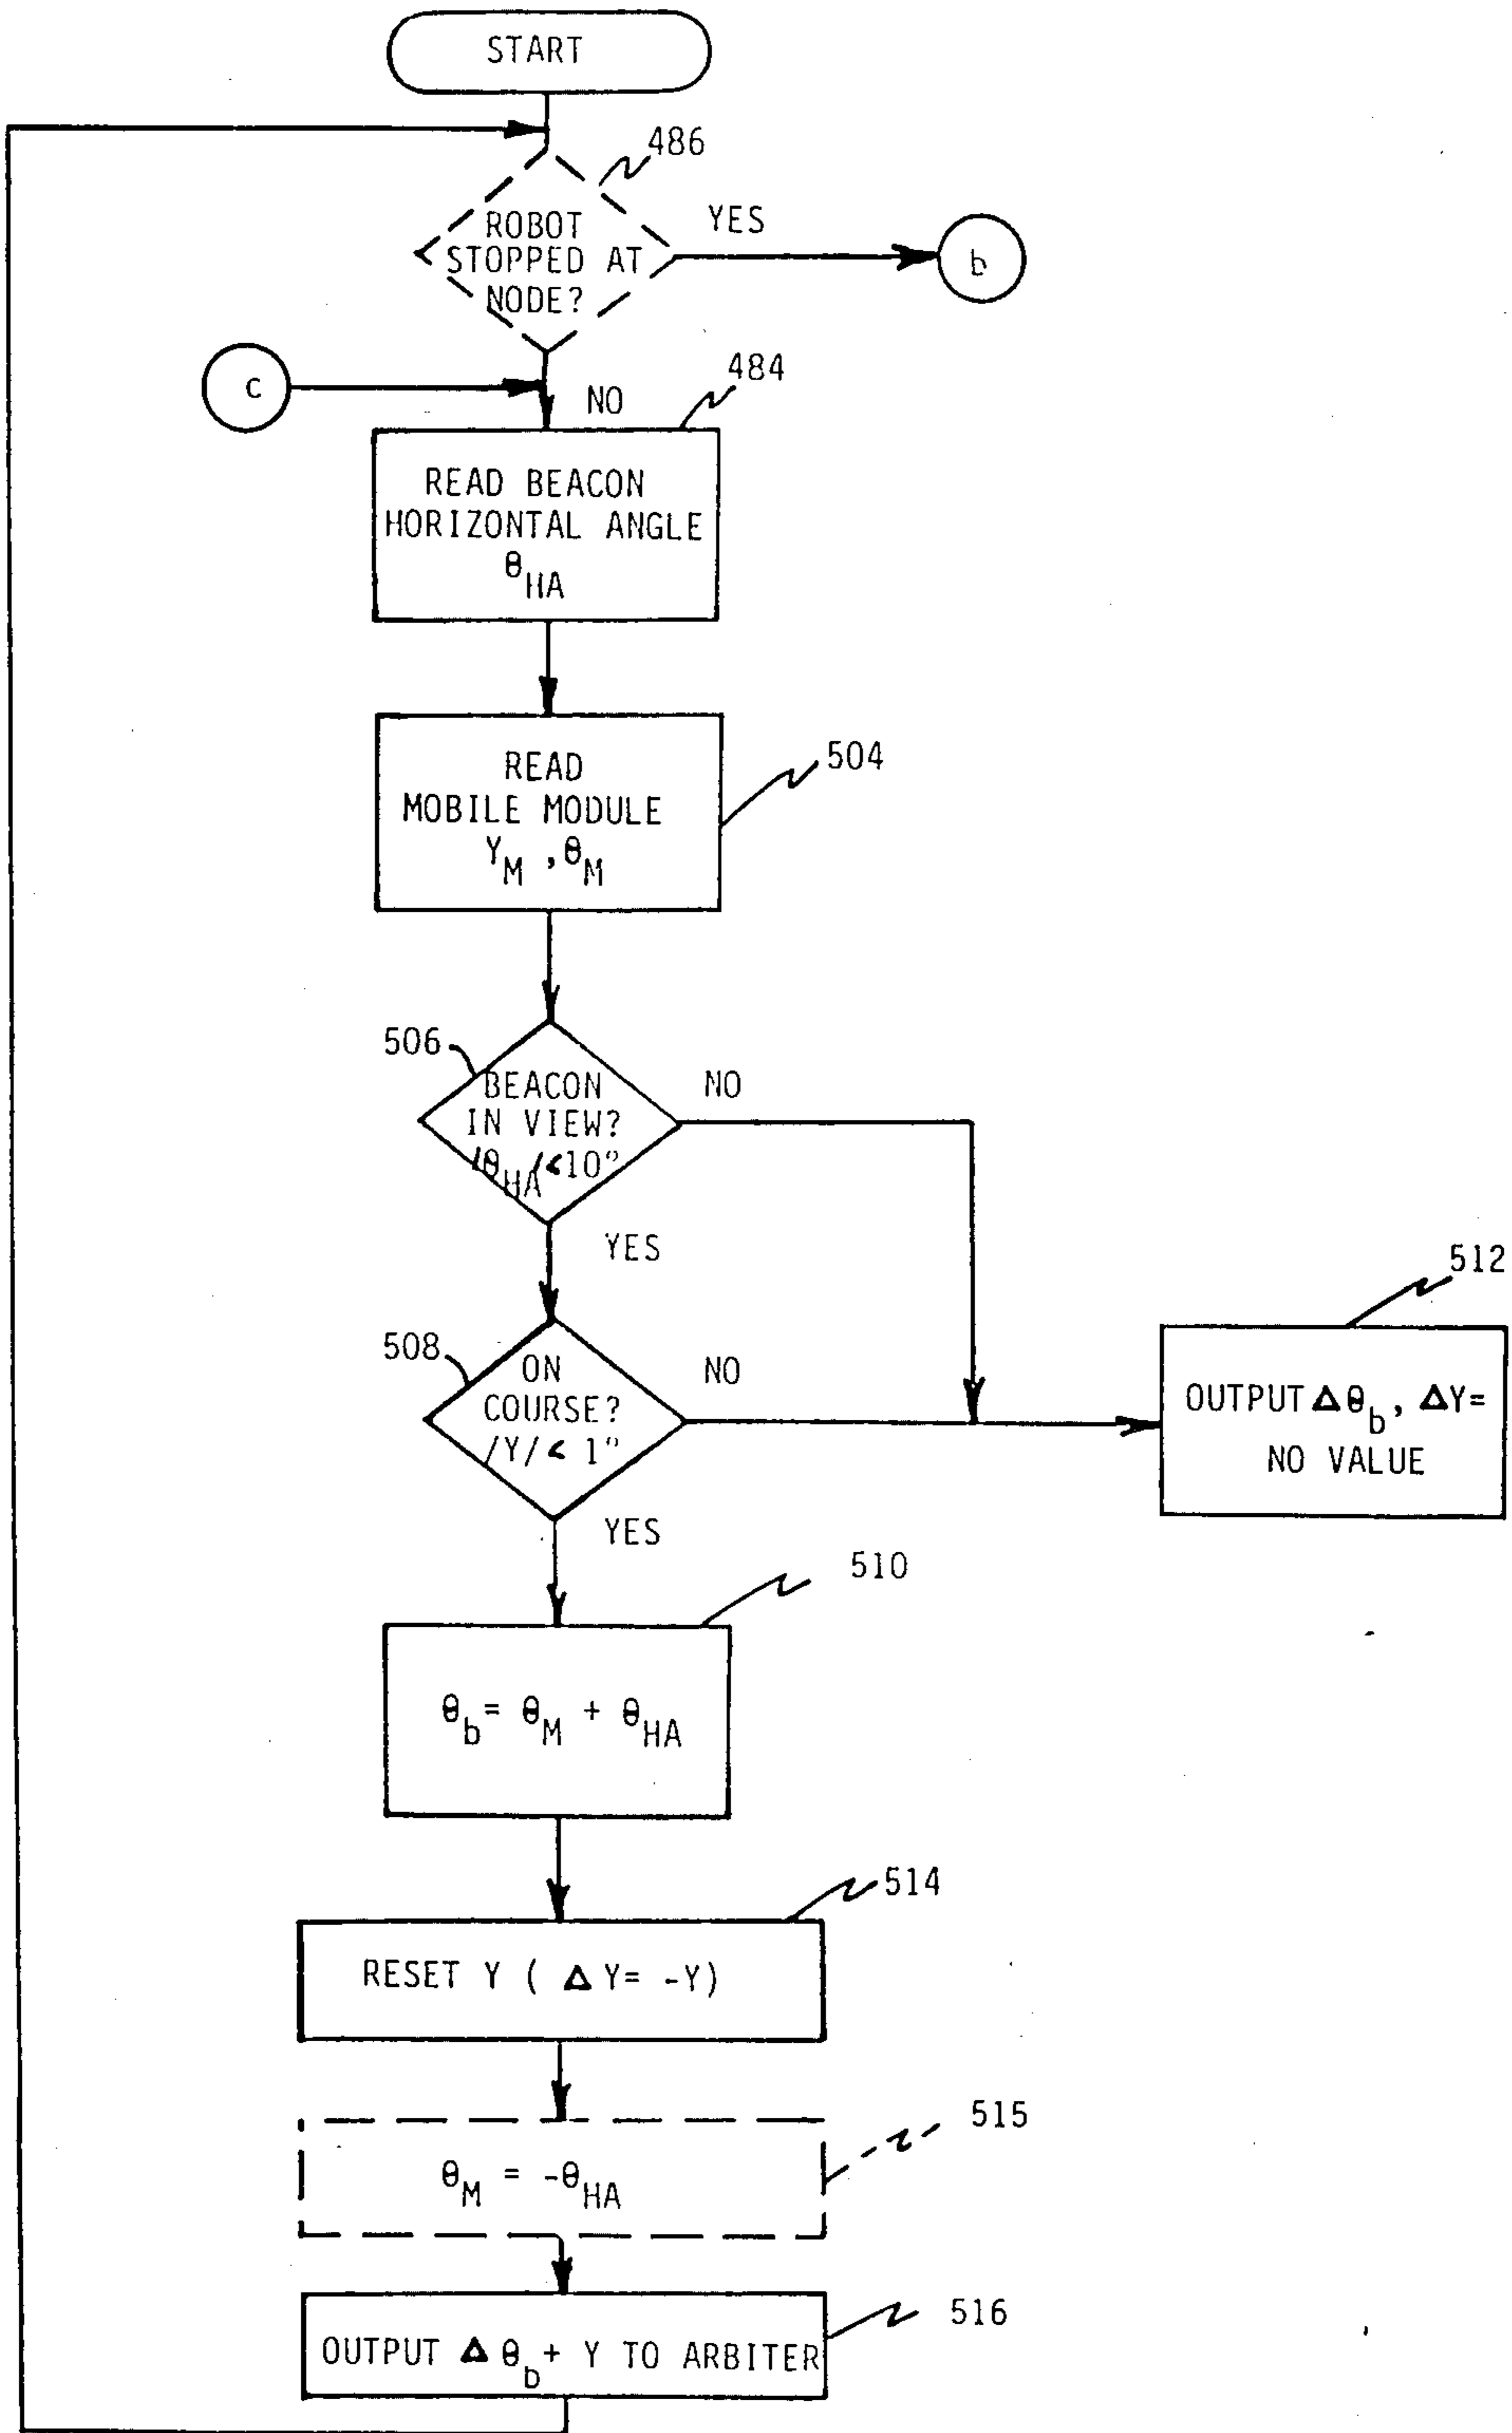 START
486
ROBOT
STOPPED AT
NODE?
YES
b
c
NO
484
READ BEACON
HORIZONTAL ANGLE
θHA
READ
MOBILE MODULE
YM ,θM
504
506
BEACON
IN VIEW?
/θHA/<10°
NO
YES
508
ON
COURSE?
/Y/< 1"
NO
YES
512
OUTPUT Δθb, ΔY=
NO VALUE
510
θb= θM + θHA
514
RESET Y ( ΔY= -Y)
515
θM = -θHA
516
OUTPUT Δ θb+ Y TO ARBITER